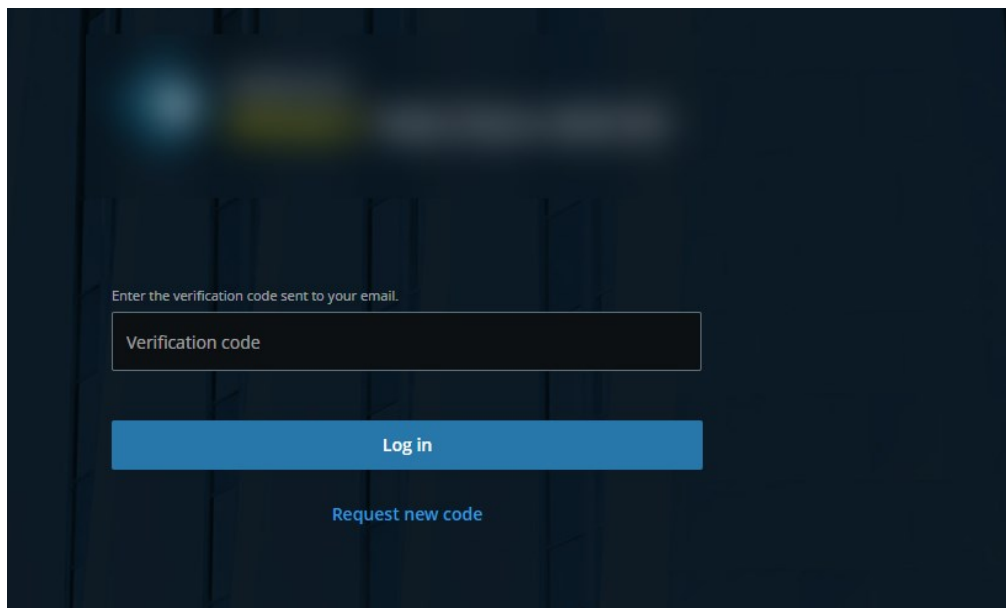 Enter the verification code sent to your email.
Verification code
Log in
Request new code